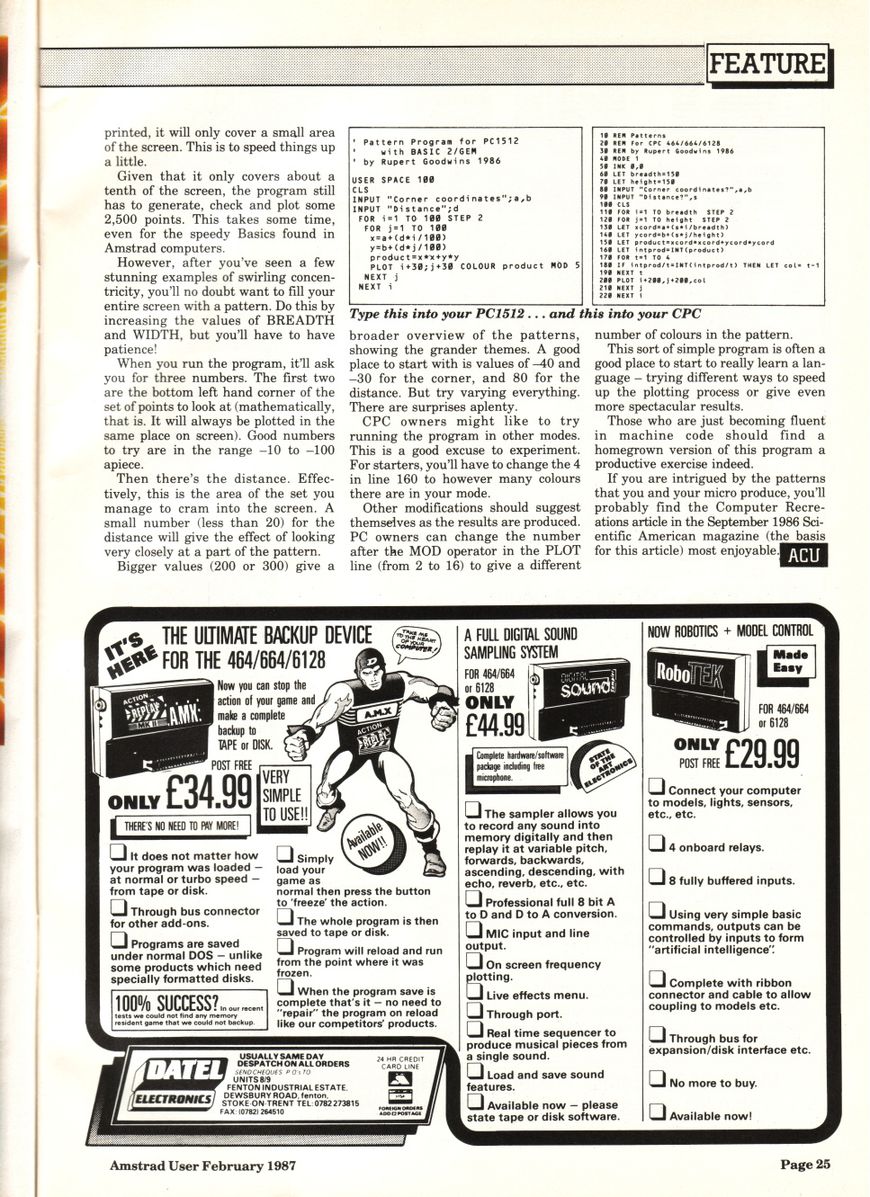 FEATURE
printed, it will only cover a small area
of the screen. This is to speed things up
a little.
Given that it only covers about a
tenth of the screen, the program still
has to generate, check and plot some
2,500 points. This takes some time,
even for the speedy Basics found in
Amstrad computers.
However, after you've seen a few
stunning examples of swirling concen-
tricity, you'll no doubt want to fill your
entire screen with a pattern. Do this by
increasing the values of BREADTH
and WIDTH, but you'll have to have
patience!
When you run the program, it'll ask
you for three numbers. The first two
are the bottom left hand corner of the
set of points to look at (mathematically,
that is. It will always be plotted in the
same place on screen). Good numbers
to try are in the range –10 to –100
apiece.
Then there's the distance. Effec-
tively, this is the area of the set you
manage to cram into the screen. A
small number (less than 20) for the
distance will give the effect of looking
very closely at a part of the pattern.
Bigger values (200 or 300) give a
' Pattern Program for PC1512
' with BASIC 2/GEM
' by Rupert Goodwins 1986
USER SPACE 100
CLS
INPUT "Corner coordinates";a,b
INPUT "Distance";d
FOR i=1 TO 100 STEP 2
FOR j=1 TO 100
x=a+(d*i/100)
y=b+(d*j/100)
product=x*x+y*y
PLOT i+30;j+30 COLOUR product MOD 5
NEXT j
NEXT i
10 REM Patterns
20 REM For CPC 464/664/6128
30 REM by Rupert Goodwins 1986
40 MODE 1
50 INK 0,0
60 LET breadth=150
70 LET height=150
80 INPUT "Corner coordinates?",a,b
90 INPUT "Distance?",s
100 CLS
110 FOR i=1 TO breadth STEP 2
120 FOR j=1 TO height STEP 2
130 LET xcord=a+(s*i/breadth)
140 LET ycord=b+(s*j/height)
150 LET product=xcord*xcord+ycord*ycord
160 LET intprod=INT(product)
170 FOR t=1 TO 4
180 IF intprod/t=INT(intprod/t) THEN LET col= t-1
190 NEXT t
200 PLOT i+200,j+200,col
210 NEXT j
220 NEXT i
Type this into your PC1512 . . . and this into your CPC
broader overview of the patterns,
showing the grander themes. A good
place to start with is values of –40 and
–30 for the corner, and 80 for the
distance. But try varying everything.
There are surprises aplenty.
CPC owners might like to try
running the program in other modes.
This is a good excuse to experiment.
For starters, you'll have to change the 4
in line 160 to however many colours
there are in your mode.
Other modifications should suggest
themselves as the results are produced.
PC owners can change the number
after the MOD operator in the PLOT
line (from 2 to 16) to give a different
number of colours in the pattern.
This sort of simple program is often a
good place to start to really learn a lan-
guage – trying different ways to speed
up the plotting process or give even
more spectacular results.
Those who are just becoming fluent
in machine code should find a
homegrown version of this program a
productive exercise indeed.
If you are intrigued by the patterns
that you and your micro produce, you'll
probably find the Computer Recre-
ations article in the September 1986 Sci-
entific American magazine (the basis
for this article) most enjoyable. ACU
IT'S
HERE
THE ULTIMATE BACKUP DEVICE
FOR THE 464/664/6128
TAKE ME
TO THE HEART
OF YOUR
COMPUTER!
ACTION
REPLAY
MK II
A.M.X.
Now you can stop the
action of your game and
make a complete
backup to
TAPE or DISK.
A.M.X
ACTION
REPLAY
POST FREE
ONLY £34.99
THERE'S NO NEED TO PAY MORE!
VERY
SIMPLE
TO USE!!
Available
NOW!!
It does not matter how
your program was loaded –
at normal or turbo speed –
from tape or disk.
Through bus connector
for other add-ons.
Programs are saved
under normal DOS – unlike
some products which need
specially formatted disks.
100% SUCCESS? In our recent
tests we could not find any memory
resident game that we could not backup.
Simply
load your
game as
normal then press the button
to 'freeze' the action.
The whole program is then
saved to tape or disk.
Program will reload and run
from the point where it was
frozen.
When the program save is
complete that's it – no need to
"repair" the program on reload
like our competitors' products.
A FULL DIGITAL SOUND
SAMPLING SYSTEM
FOR 464/664
or 6128
ONLY
£44.99
DIGITAL
sound
Complete hardware/software
package including free
microphone.
STATE
OF THE
ART
ELECTRONICS
The sampler allows you
to record any sound into
memory digitally and then
replay it at variable pitch,
forwards, backwards,
ascending, descending, with
echo, reverb, etc., etc.
Professional full 8 bit A
to D and D to A conversion.
MIC input and line
output.
On screen frequency
plotting.
Live effects menu.
Through port.
Real time sequencer to
produce musical pieces from
a single sound.
Load and save sound
features.
Available now – please
state tape or disk software.
NOW ROBOTICS + MODEL CONTROL
RoboTEK
Made
Easy
FOR 464/664
or 6128
ONLY
POST FREE
£29.99
Connect your computer
to models, lights, sensors,
etc., etc.
4 onboard relays.
8 fully buffered inputs.
Using very simple basic
commands, outputs can be
controlled by inputs to form
"artificial intelligence".
Complete with ribbon
connector and cable to allow
coupling to models etc.
Through bus for
expansion/disk interface etc.
No more to buy.
Available now!
DATEL
ELECTRONICS
USUALLY SAME DAY
DESPATCH ON ALL ORDERS
SEND CHEQUES P.O's TO
UNITS 8/9
FENTON INDUSTRIAL ESTATE,
DEWSBURY ROAD, fenton,
STOKE-ON-TRENT TEL: 0782 273815
FAX: (0782) 264510
24 HR CREDIT
CARD LINE
VISA
FOREIGN ORDERS
ADD £2 POSTAGE
Amstrad User February 1987
Page 25